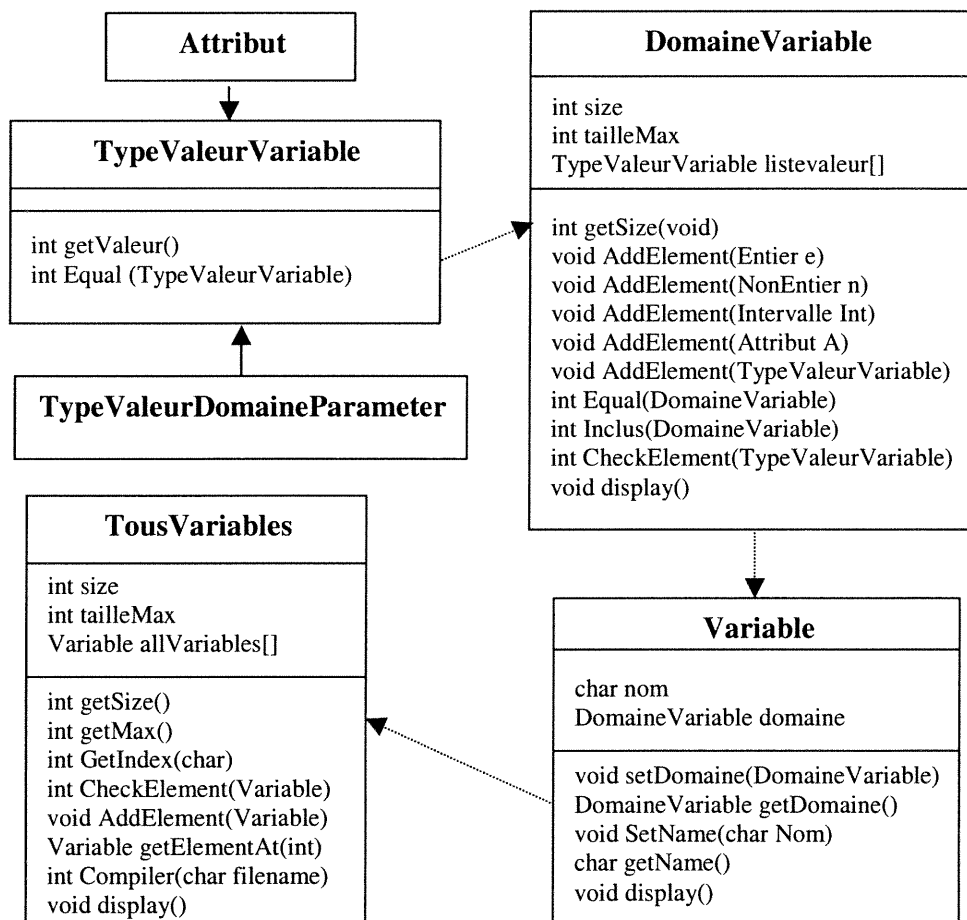 Attribut
TypeValeurVariable
int getValeur()
int Equal (TypeValeurVariable)
TypeValeurDomaineParameter
DomaineVariable
int size
int tailleMax
TypeValeurVariable listevaleur[]
int getSize(void)
void AddElement(Entier e)
void AddElement(NonEntier n)
void AddElement(Intervalle Int)
void AddElement(Attribut A)
void AddElement(TypeValeurVariable)
int Equal(DomaineVariable)
int Inclus(DomaineVariable)
int CheckElement(TypeValeurVariable)
void display()
TousVariables
int size
int tailleMax
Variable allVariables[]
int getSize()
int getMax()
int GetIndex(char)
int CheckElement(Variable)
void AddElement(Variable)
Variable getElementAt(int)
int Compiler(char filename)
void display()
Variable
char nom
DomaineVariable domaine
void setDomaine(DomaineVariable)
DomaineVariable getDomaine()
void SetName(char Nom)
char getName()
void display()